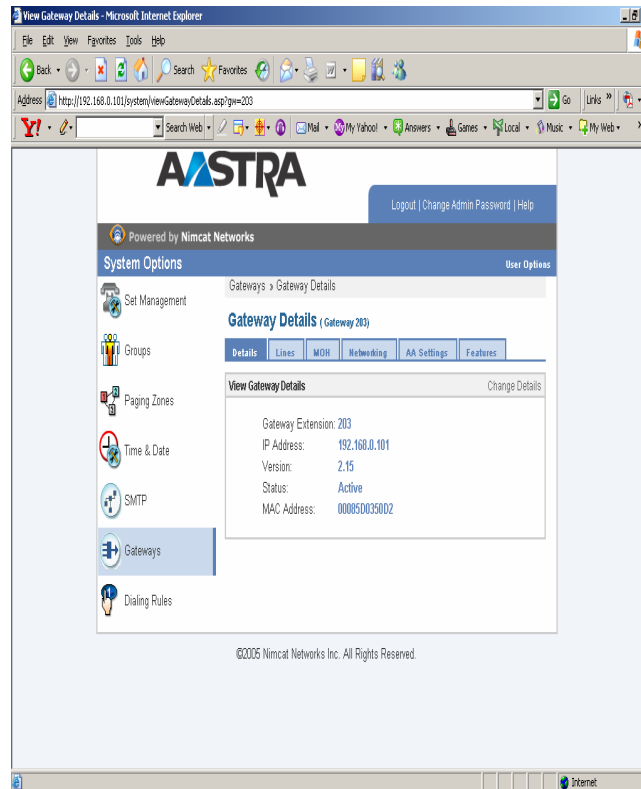 View Gateway Details - Microsoft Internet Explorer
File Edit View Favorites Tools Help
Back Search Favorites
Address http://192.168.0.101/system/viewGatewayDetails.asp?gw=203 Go Links »
Y! Search Web Mail My Yahoo! Answers Games Local Music My Web
AASTRA
Logout | Change Admin Password | Help
Powered by Nimcat Networks
System Options User Options
Set Management
Groups
Paging Zones
Time & Date
SMTP
Gateways
Dialing Rules
Gateways » Gateway Details
Gateway Details ( Gateway 203)
Details Lines MOH Networking AA Settings Features
View Gateway Details Change Details
Gateway Extension: 203
IP Address: 192.168.0.101
Version: 2.15
Status: Active
MAC Address: 00085D0350D2
©2005 Nimcat Networks Inc. All Rights Reserved.
Internet